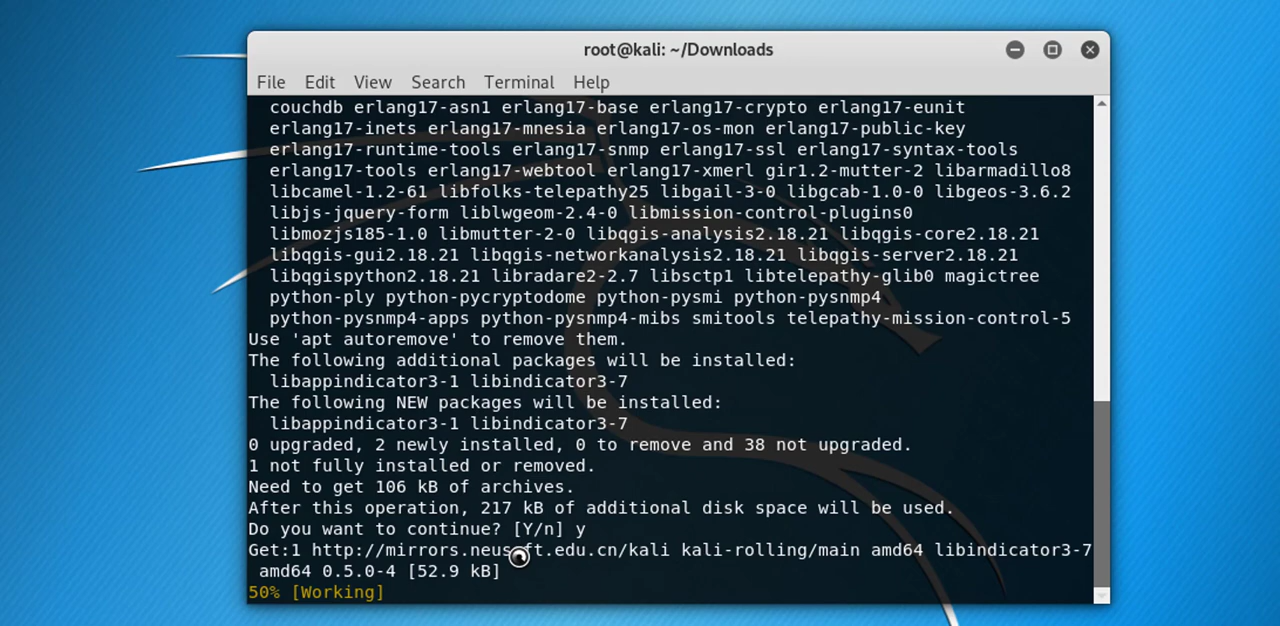 root@kali: ~/Downloads
File Edit View Search Terminal Help
couchdb erlang17-asn1 erlang17-base erlang17-crypto erlang17-eunit
erlang17-inets erlang17-mnesia erlang17-os-mon erlang17-public-key
erlang17-runtime-tools erlang17-snmp erlang17-ssl erlang17-syntax-tools
erlang17-tools erlang17-webtool erlang17-xmerl gir1.2-mutter-2 libarmadillo8
libcamel-1.2-61 libfolks-telepathy25 libgail-3-0 libgcab-1.0-0 libgeos-3.6.2
libjs-jquery-form liblwgeom-2.4-0 libmission-control-plugins0
libmozjs185-1.0 libmutter-2-0 libqgis-analysis2.18.21 libqgis-core2.18.21
libqgis-gui2.18.21 libqgis-networkanalysis2.18.21 libqgis-server2.18.21
libqgispython2.18.21 libradare2-2.7 libsctp1 libtelepathy-glib0 magictree
python-ply python-pycryptodome python-pysmi python-pysnmp4
python-pysnmp4-apps python-pysnmp4-mibs smitools telepathy-mission-control-5
Use 'apt autoremove' to remove them.
The following additional packages will be installed:
libappindicator3-1 libindicator3-7
The following NEW packages will be installed:
libappindicator3-1 libindicator3-7
0 upgraded, 2 newly installed, 0 to remove and 38 not upgraded.
1 not fully installed or removed.
Need to get 106 kB of archives.
After this operation, 217 kB of additional disk space will be used.
Do you want to continue? [Y/n] y
Get:1 http://mirrors.neusoft.edu.cn/kali kali-rolling/main amd64 libindicator3-7
amd64 0.5.0-4 [52.9 kB]
50% [Working]